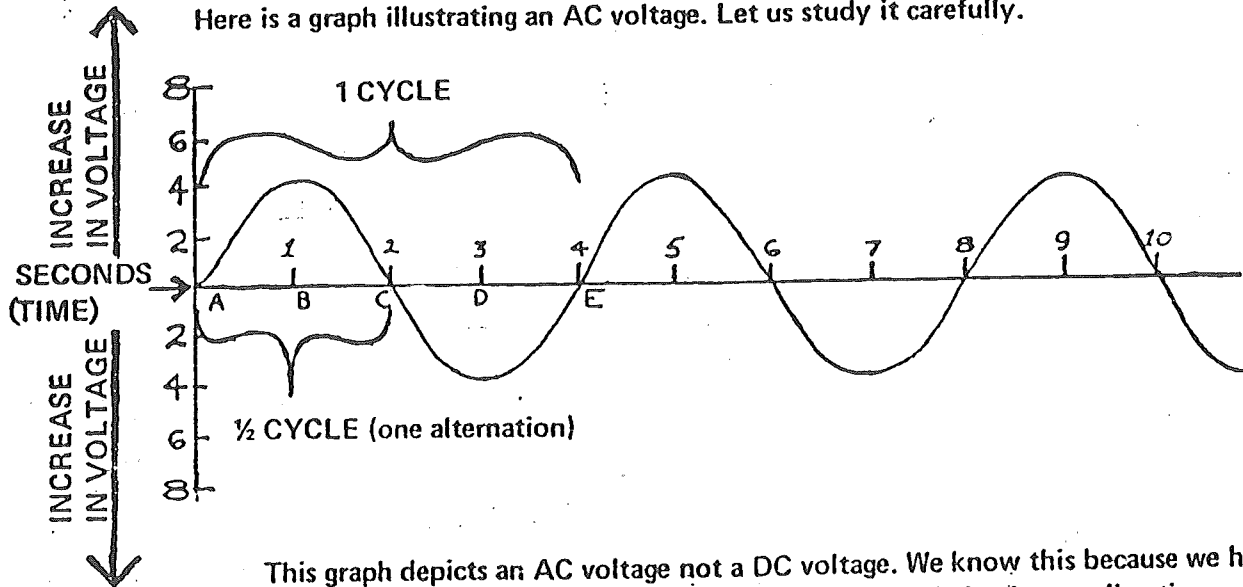 Here is a graph illustrating an AC voltage. Let us study it carefully.
INCREASE
IN VOLTAGE
8
6
4
2
1 CYCLE
1 2 3 4 5 6 7 8 9 10
SECONDS
(TIME)
A B C D E
2
4
6
8
INCREASE
IN VOLTAGE
½ CYCLE (one alternation)
This graph depicts an AC voltage not a DC voltage. We know this because we h